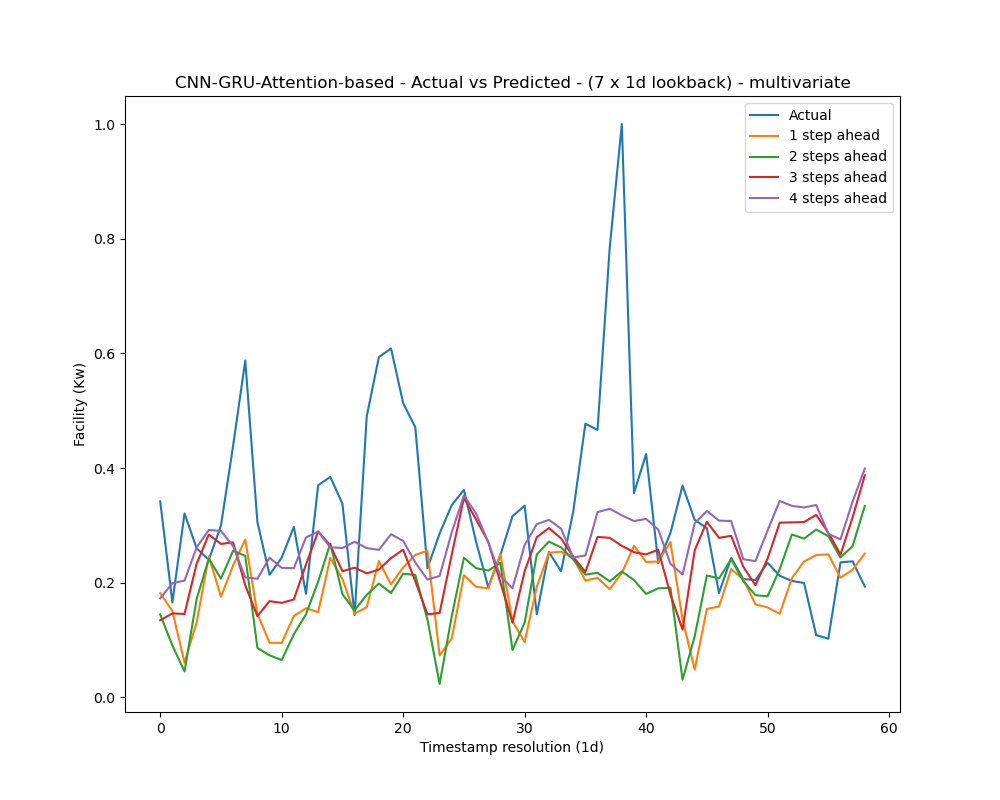 CNN-GRU-Attention-based - Actual vs Predicted - (7 x 1d lookback) - multivariate
Actual
1 step ahead
2 steps ahead
3 steps ahead
4 steps ahead
1.0
0.8
0.6
0.4
0.2
0.0
Facility (Kw)
0 10 20 30 40 50 60
Timestamp resolution (1d)